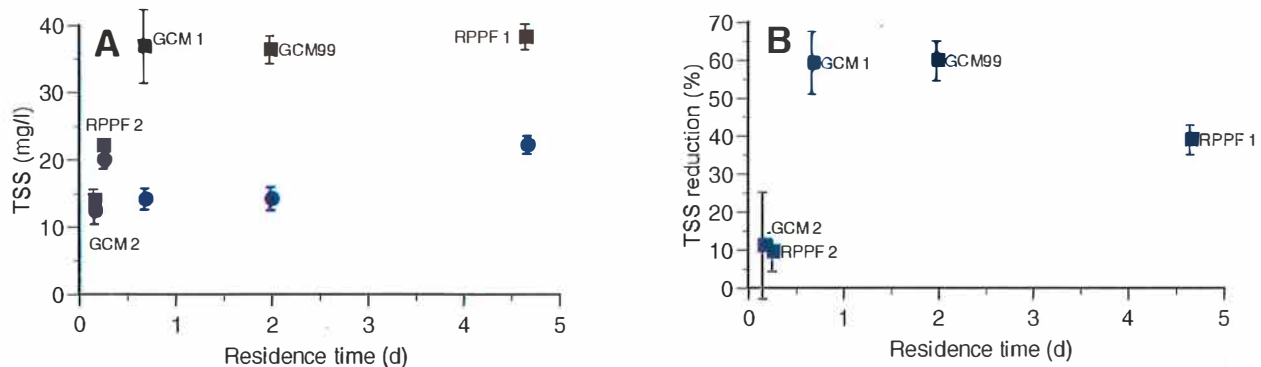 A
TSS (mg/l)
40
30
20
10
0
GCM 1
GCM99
RPPF 1
RPPF 2
GCM 2
0 1 2 3 4 5
Residence time (d)
B
TSS reduction (%)
70
60
50
40
30
20
10
0
GCM 1
GCM99
RPPF 1
GCM 2
RPPF 2
0 1 2 3 4 5
Residence time (d)